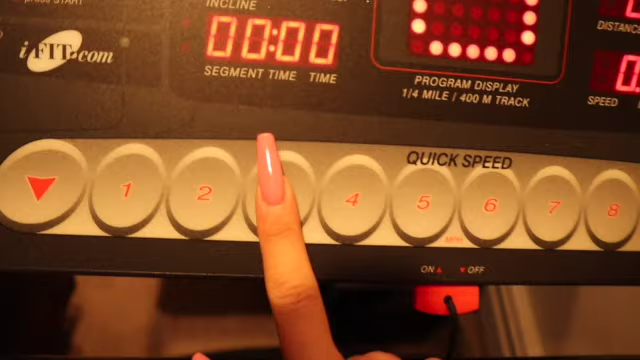 INCLINE
iFIT.com
00:00
SEGMENT TIME TIME
PROGRAM DISPLAY
1/4 MILE / 400 M TRACK
SPEED
QUICK SPEED
1 2 4 5 6 7 8
MPH
ON OFF